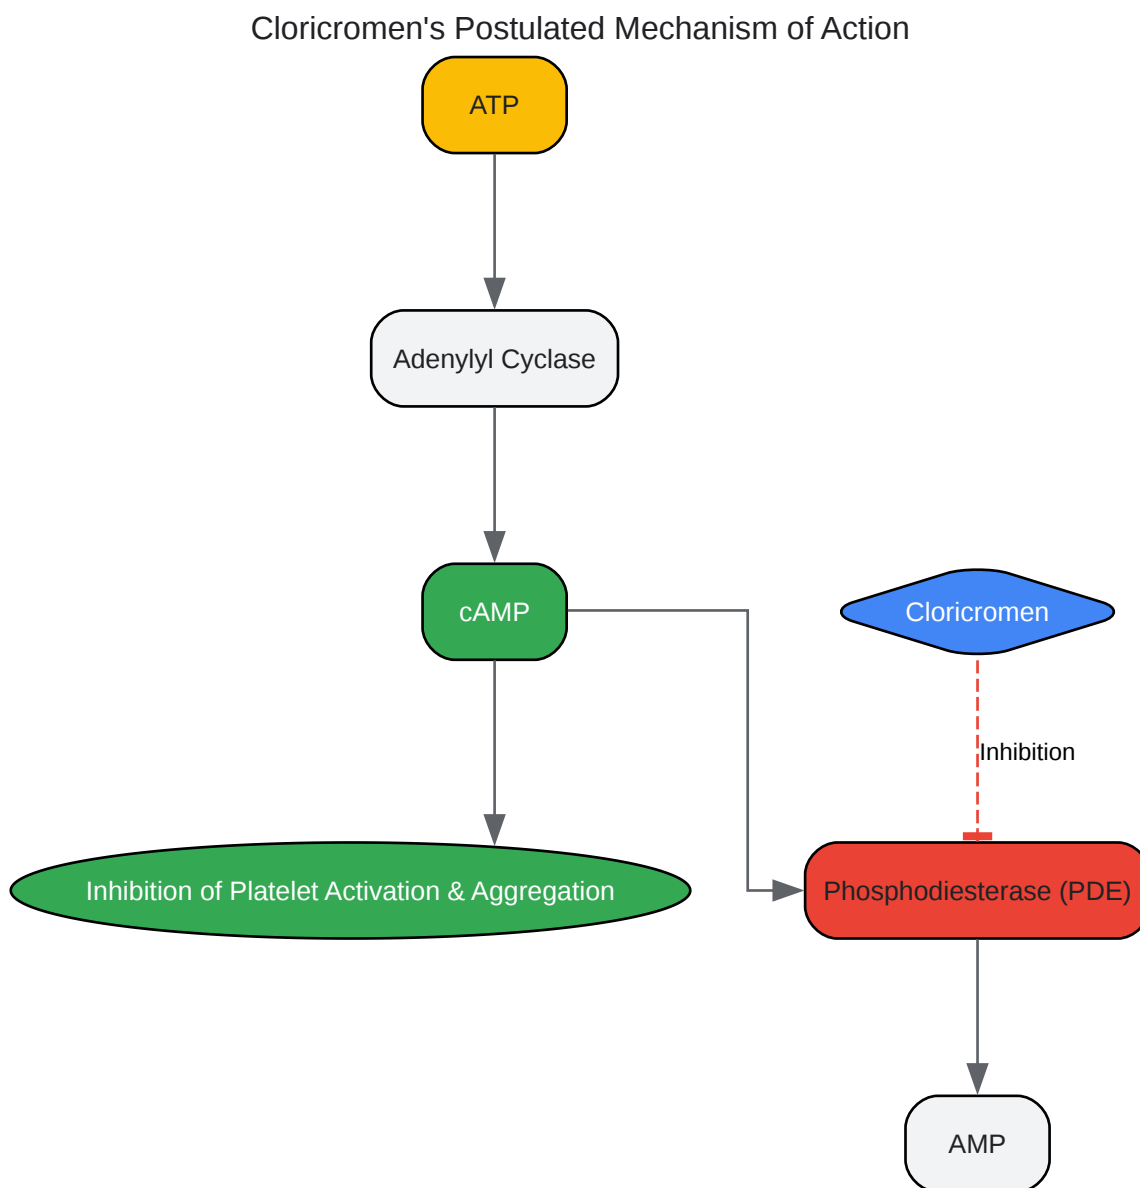 Cloricromen's Postulated Mechanism of Action
ATP
Adenylyl Cyclase
cAMP
Cloricromen
Inhibition
Inhibition of Platelet Activation & Aggregation
Phosphodiesterase (PDE)
AMP